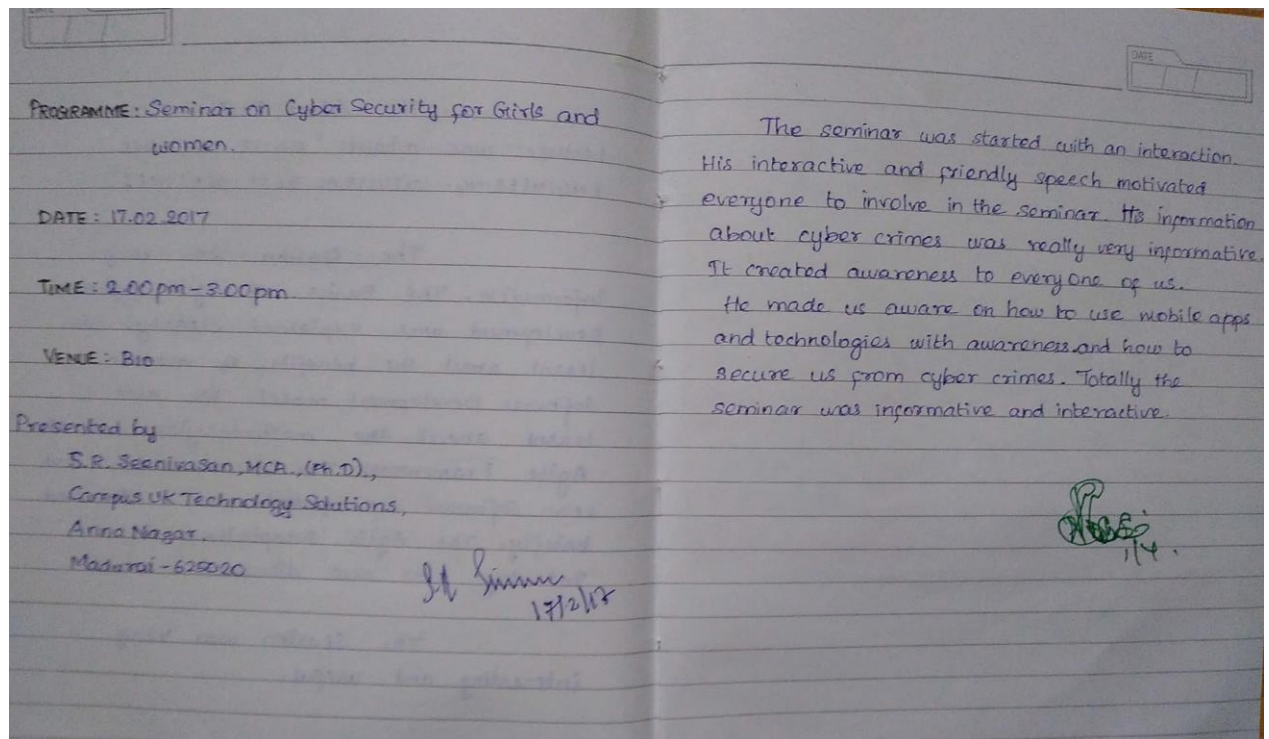 PROGRAMME: Seminar on Cyber Security for Girls and
women.
DATE: 17.02.2017
TIME: 2.00pm-3.00pm.
VENUE: B10
Presented by
S.R. Seenivasan, MCA., (Ph.D).,
Campus UK Technology Solutions,
Anna Nagar,
Madurai-625020
17/2/17
DATE
The seminar was started with an interaction.
His interactive and friendly speech motivated
everyone to involve in the seminar. His information
about cyber crimes was really very informative.
It created awareness to everyone of us.
He made us aware on how to use mobile apps
and technologies with awareness and how to
secure us from cyber crimes. Totally the
seminar was informative and interactive.